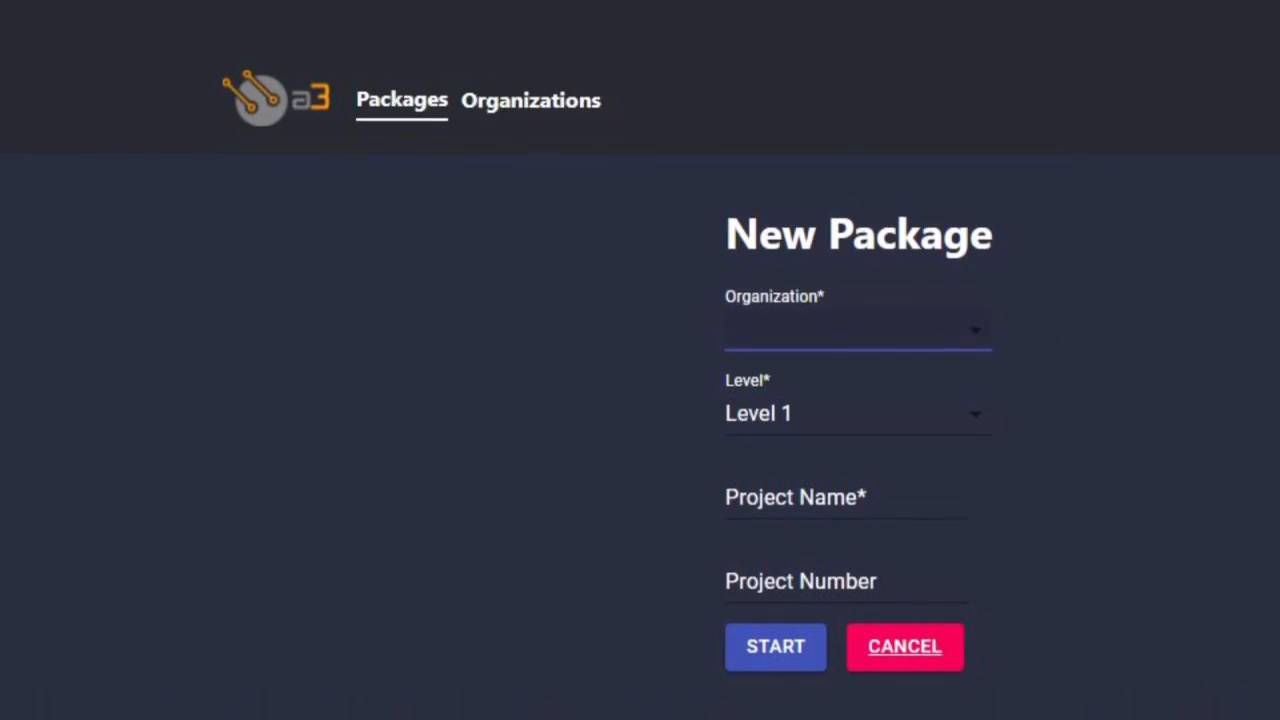 a3 Packages Organizations
New Package
Organization*
Level*
Level 1
Project Name*
Project Number
START CANCEL